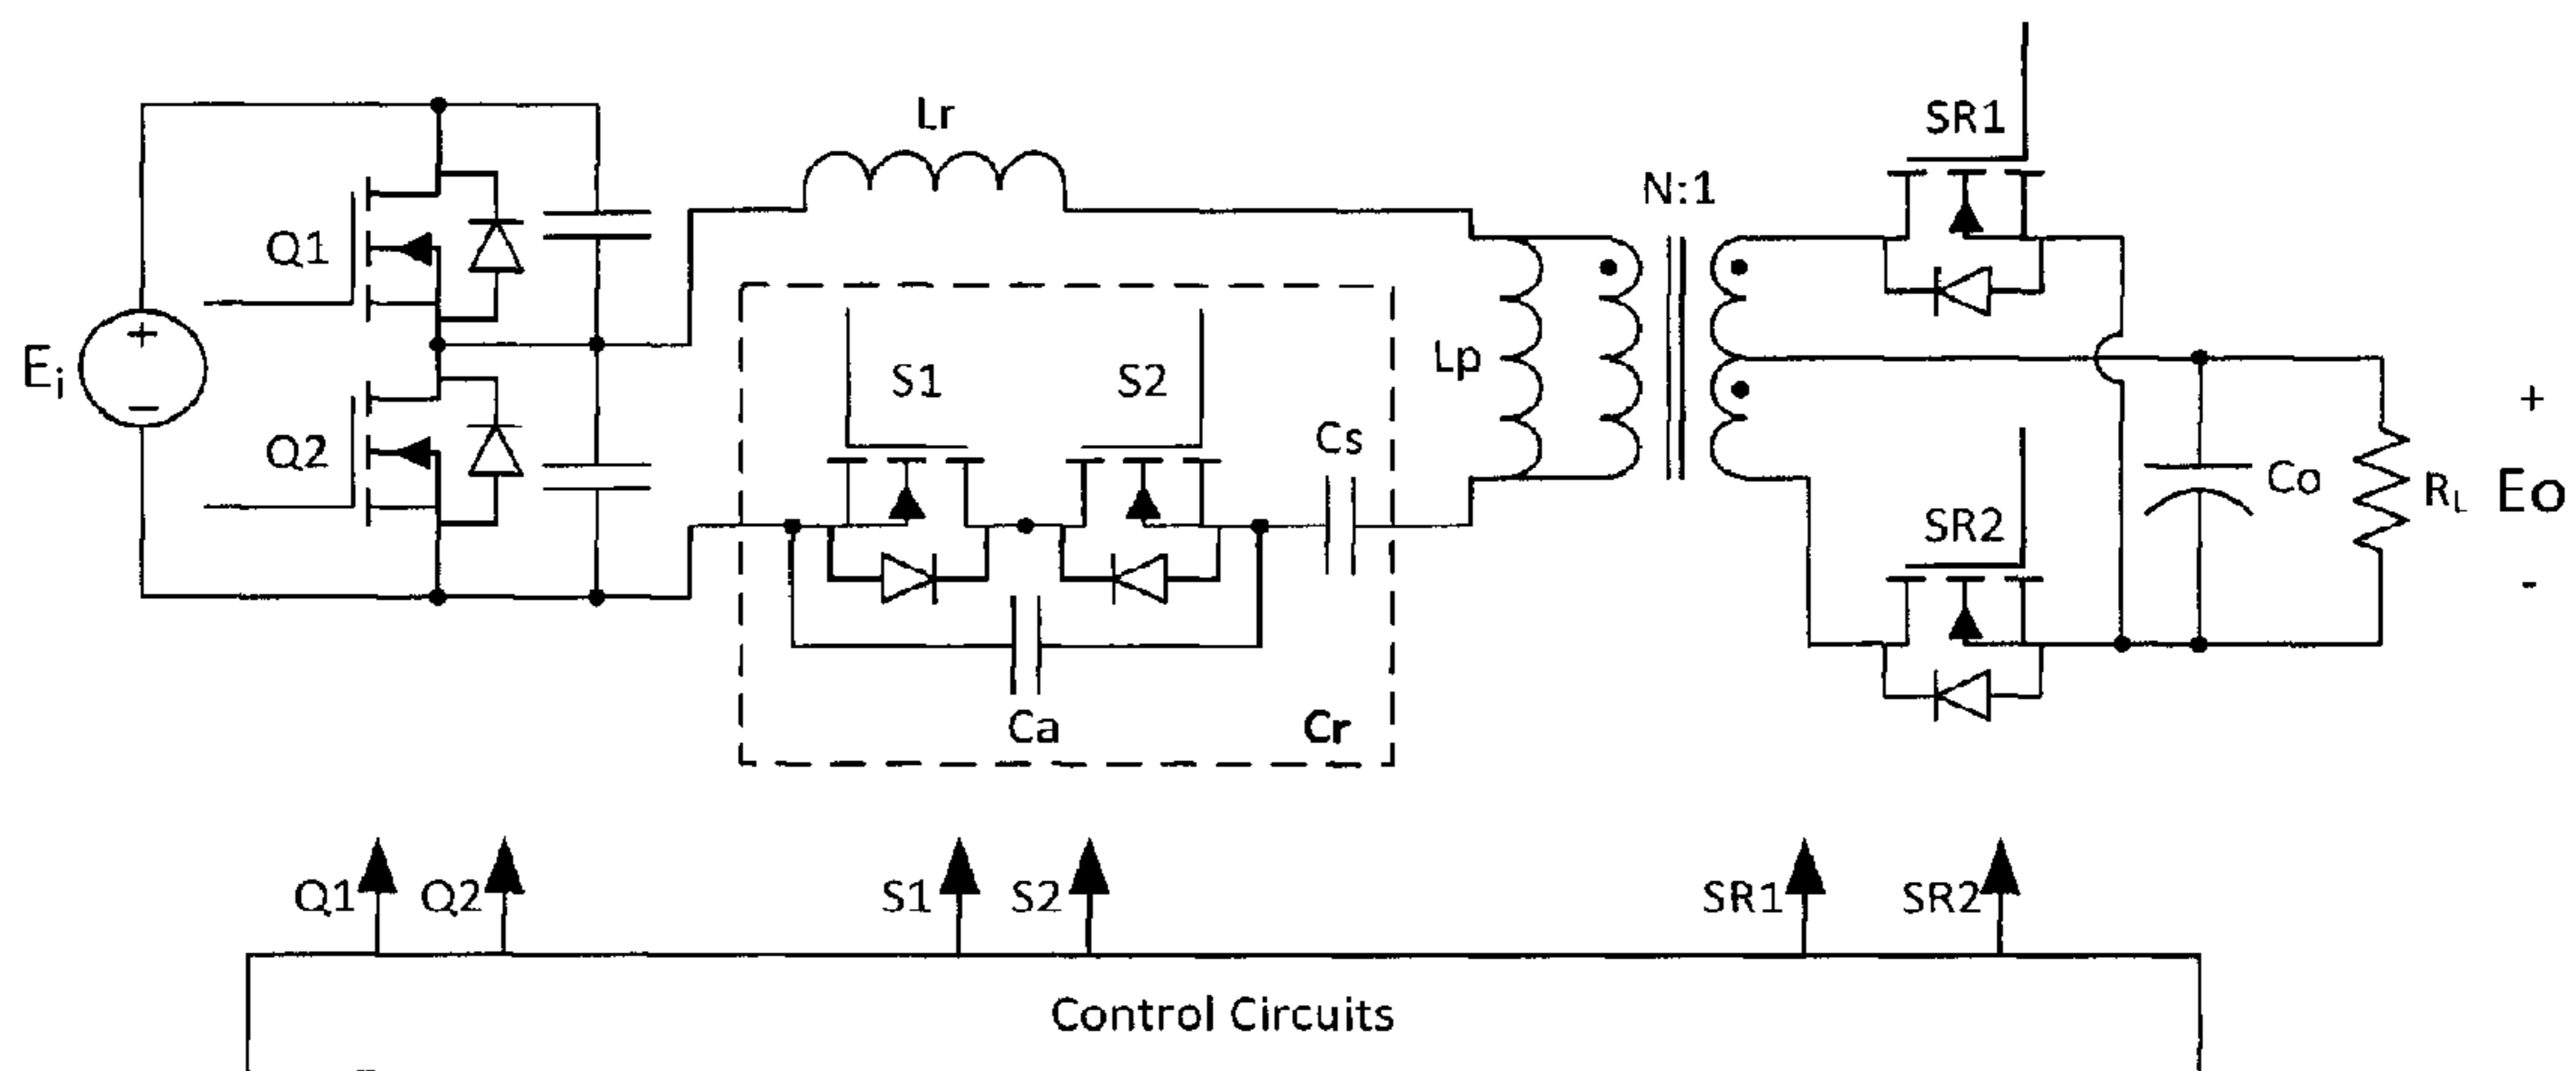 Lr
SR1
N:1
Q1
+
Ei
−
S1
S2
Lp
Cs
+
Q2
Co
RL
Eo
SR2
-
Ca
Cr
Q1
Q2
S1
S2
SR1
SR2
Control Circuits